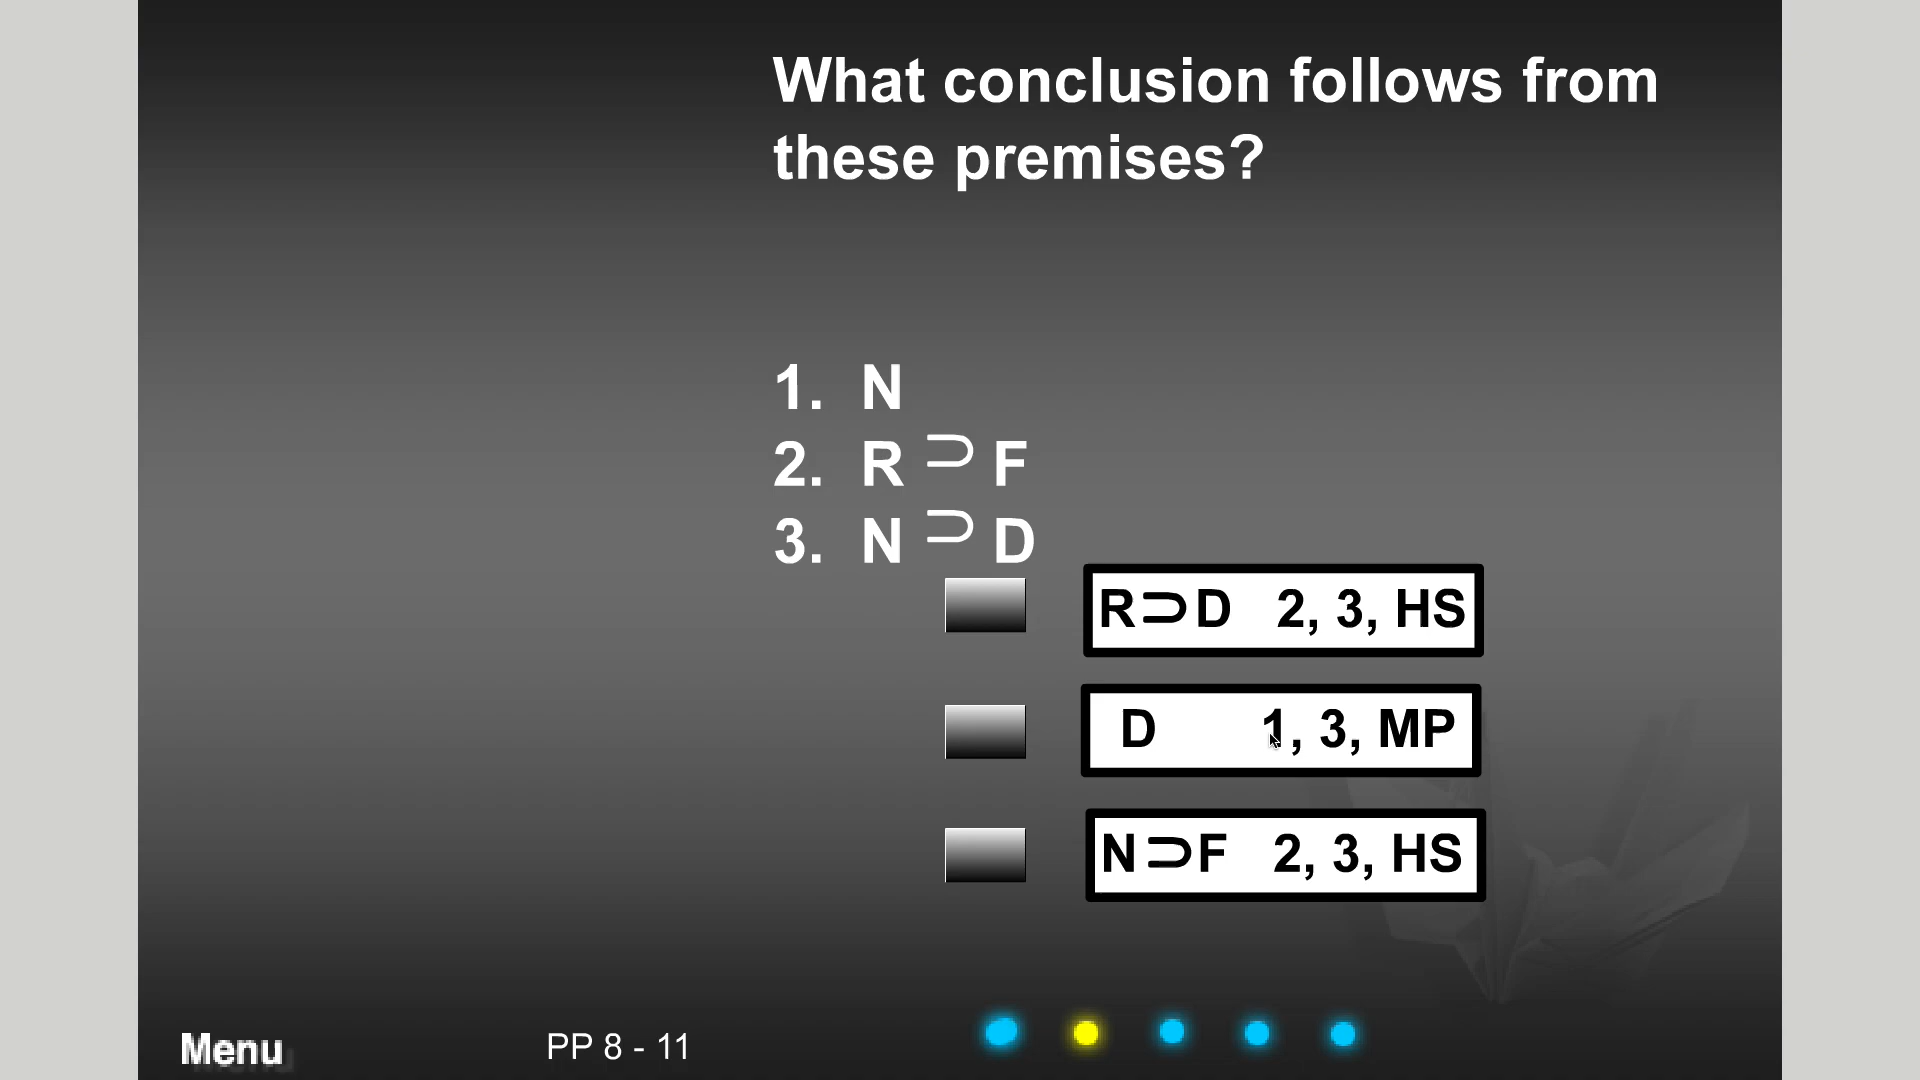 What conclusion follows from
these premises?
1. N
2. R ⊃ F
3. N ⊃ D
R⊃D 2, 3, HS
D 1, 3, MP
N⊃F 2, 3, HS
Menu
PP 8 - 11